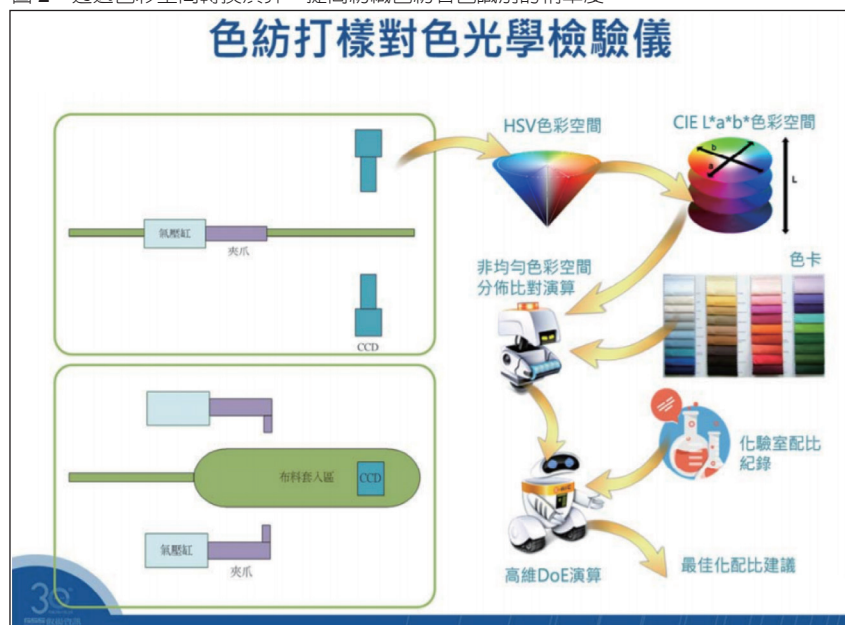 色紡打樣對色光學檢驗儀
HSV色彩空間
CIE L*a*b*色彩空間
b
a
L
氣壓缸
夾爪
CCD
非均勻色彩空間
分佈比對演算
色卡
布料套入區
CCD
氣壓缸
夾爪
化驗室配比
紀錄
高維DoE演算
最佳化配比建議
30